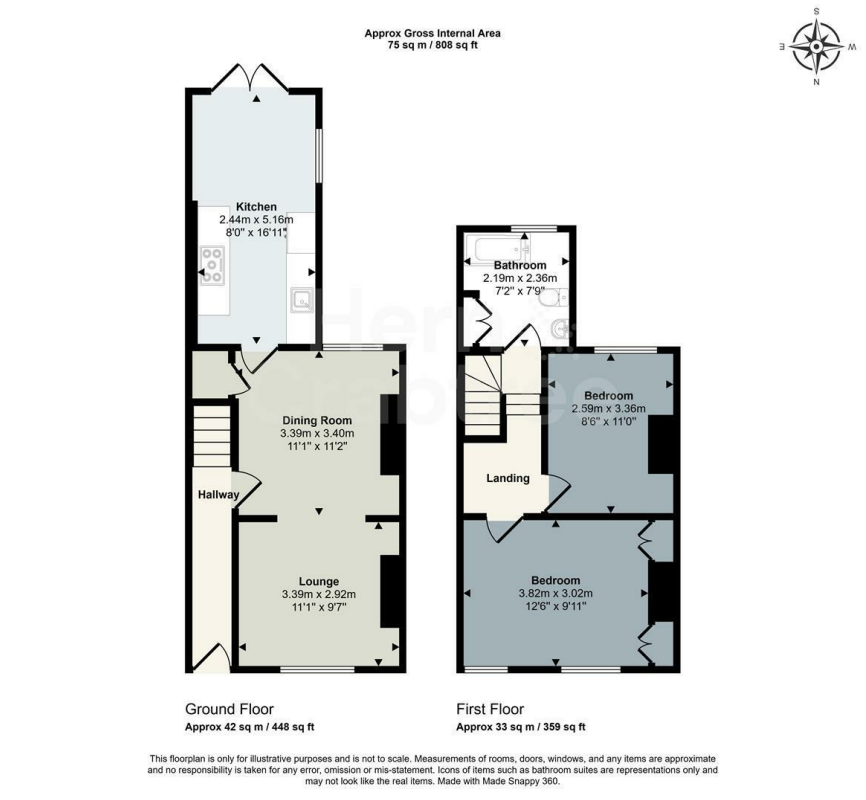 Approx Gross Internal Area
75 sq m / 808 sq ft
S
E
W
N
Kitchen
2.44m x 5.16m
8'0" x 16'11"
Bathroom
2.19m x 2.36m
7'2" x 7'9"
Dining Room
3.39m x 3.40m
11'1" x 11'2"
Bedroom
2.59m x 3.36m
8'6" x 11'0"
Hallway
Landing
Lounge
3.39m x 2.92m
11'1" x 9'7"
Bedroom
3.82m x 3.02m
12'6" x 9'11"
Ground Floor
Approx 42 sq m / 448 sq ft
First Floor
Approx 33 sq m / 359 sq ft
This floorplan is only for illustrative purposes and is not to scale. Measurements of rooms, doors, windows, and any items are approximate
and no responsibility is taken for any error, omission or mis-statement. Icons of items such as bathroom suites are representations only and
may not look like the real items. Made with Made Snappy 360.